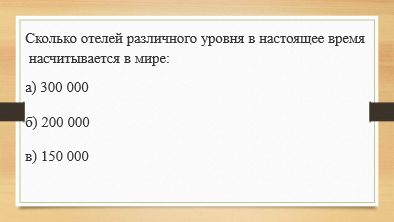 Сколько отелей различного уровня в настоящее время
насчитывается в мире:
а) 300 000
б) 200 000
в) 150 000